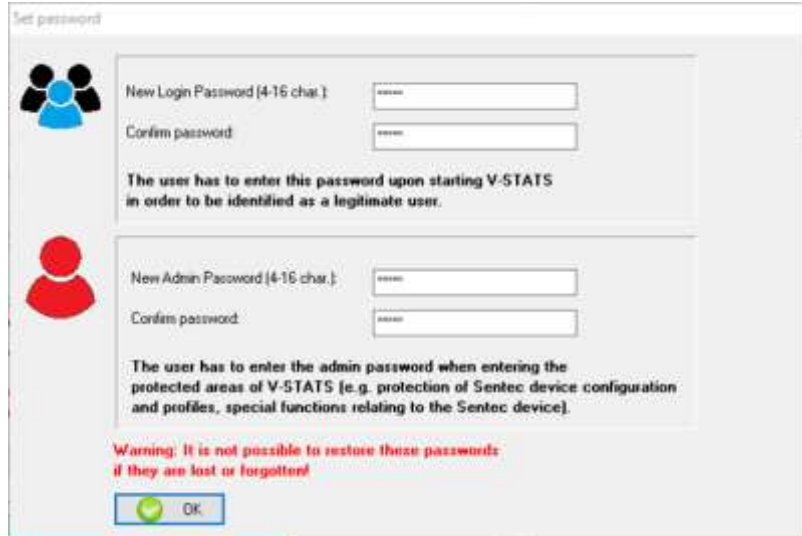 Set password
New Login Password (4-16 char.):
*****
Confirm password:
*****
The user has to enter this password upon starting V-STATS
in order to be identified as a legitimate user.
New Admin Password (4-16 char.):
*****
Confirm password:
*****
The user has to enter the admin password when entering the
protected areas of V-STATS (e.g. protection of Sentec device configuration
and profiles, special functions relating to the Sentec device).
Warning: It is not possible to restore these passwords
if they are lost or forgotten!
OK